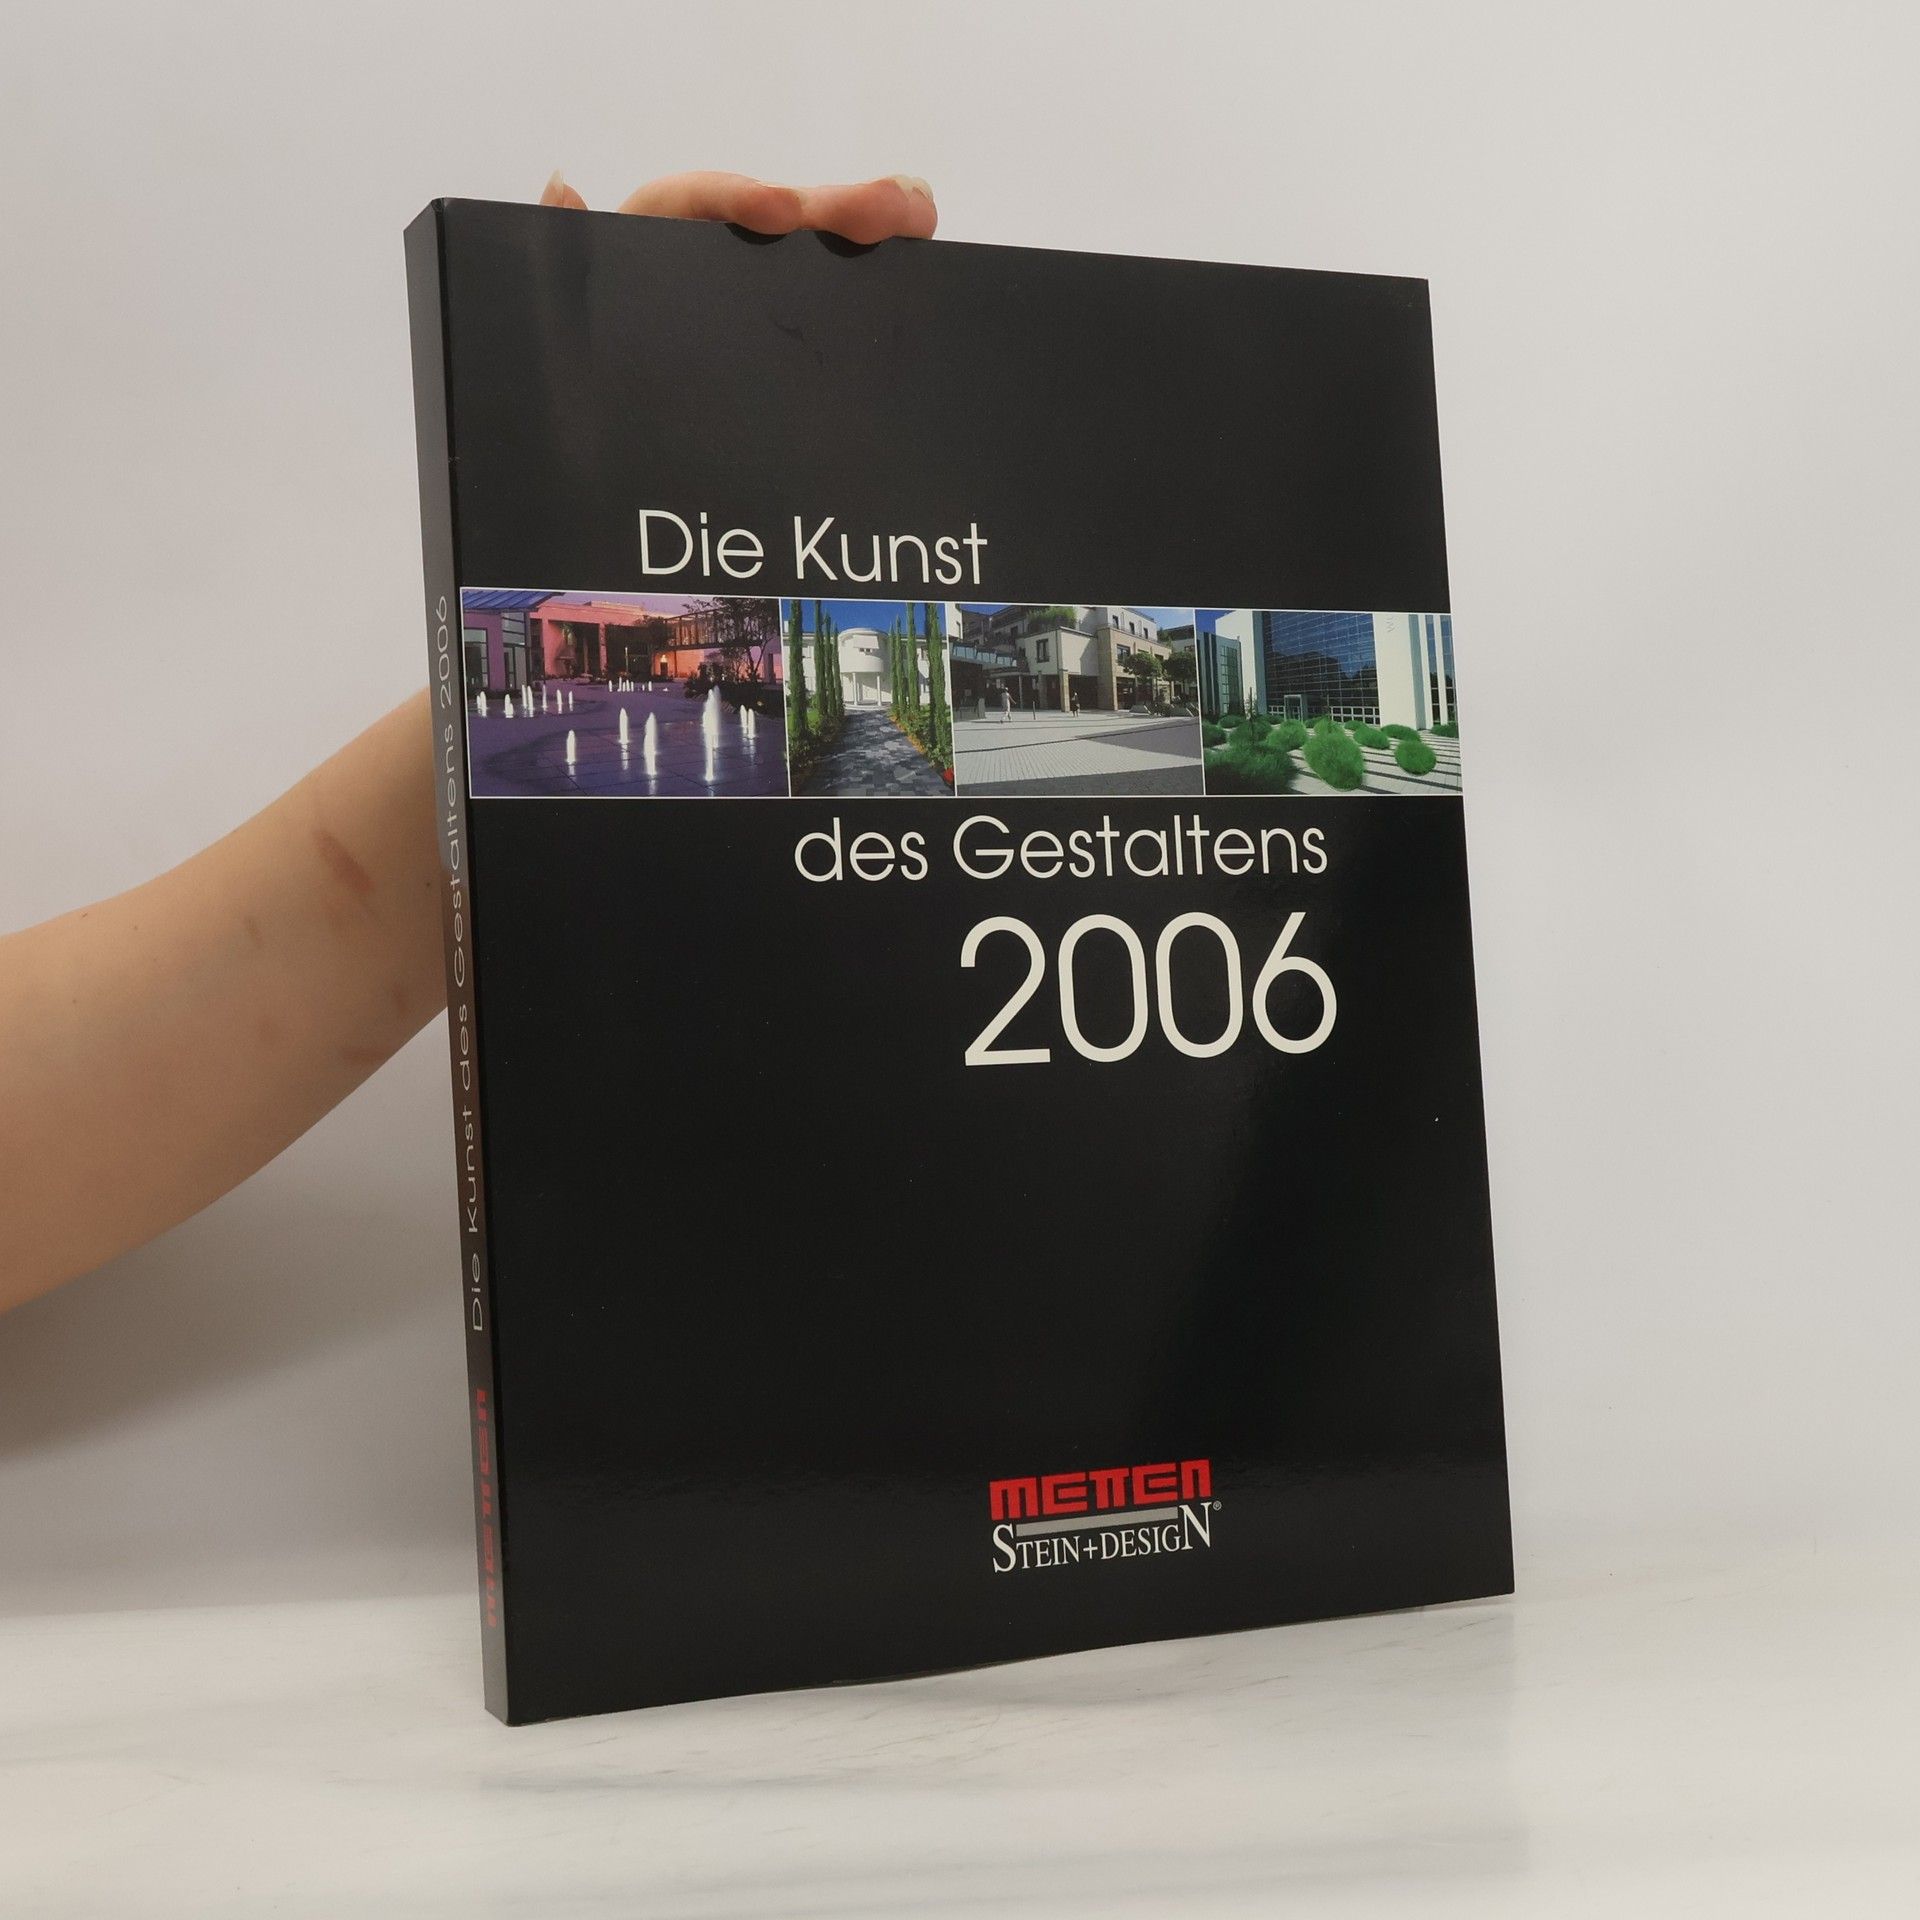 Die Kunst
des Gestaltens
2006
METTEN
STEIN+DESIGN®
Die Kunst des Gestaltens 2006
METTEN